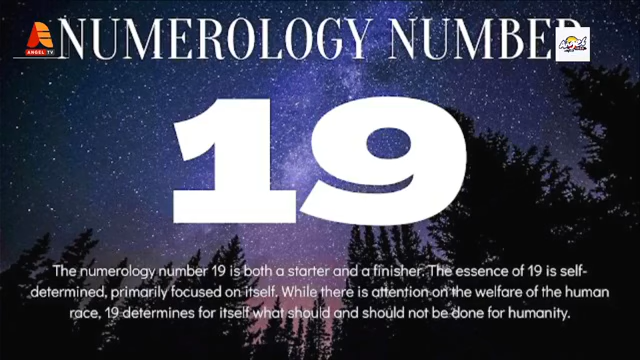 NUMEROLOGY NUMBER
ANGEL TV
19
The numerology number 19 is both a starter and a finisher. The essence of 19 is self-
determined, primarily focused on itself. While there is attention on the welfare of the human
race, 19 determines for itself what should and should not be done for humanity.